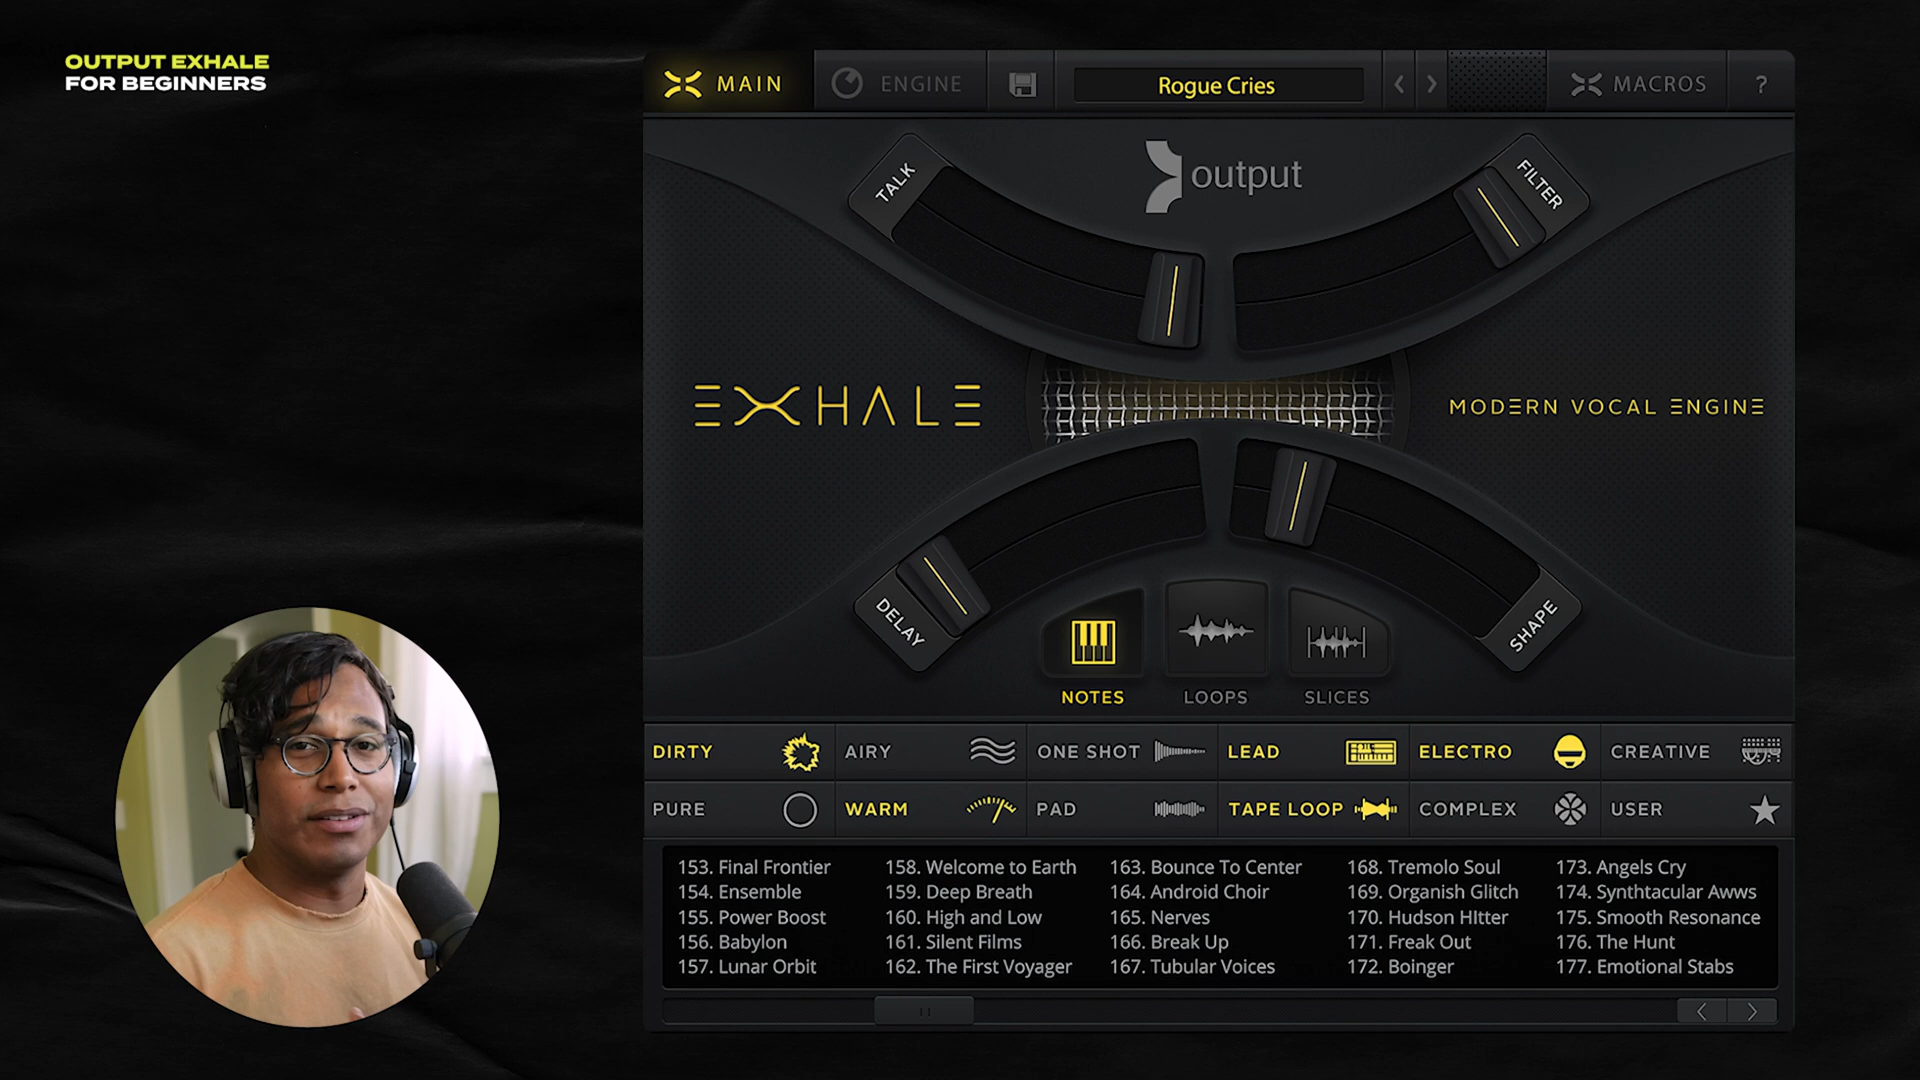 OUTPUT EXHALE
FOR BEGINNERS
MAIN
ENGINE
Rogue Cries
MACROS
?
TALK
output
FILTER
EXHALE
MODERN VOCAL ENGINE
DELAY
SHAPE
NOTES
LOOPS
SLICES
DIRTY
AIRY
ONE SHOT
LEAD
ELECTRO
CREATIVE
PURE
WARM
PAD
TAPE LOOP
COMPLEX
USER
153. Final Frontier
154. Ensemble
155. Power Boost
156. Babylon
157. Lunar Orbit
158. Welcome to Earth
159. Deep Breath
160. High and Low
161. Silent Films
162. The First Voyager
163. Bounce To Center
164. Android Choir
165. Nerves
166. Break Up
167. Tubular Voices
168. Tremolo Soul
169. Organish Glitch
170. Hudson HItter
171. Freak Out
172. Boinger
173. Angels Cry
174. Synthtacular Awws
175. Smooth Resonance
176. The Hunt
177. Emotional Stabs